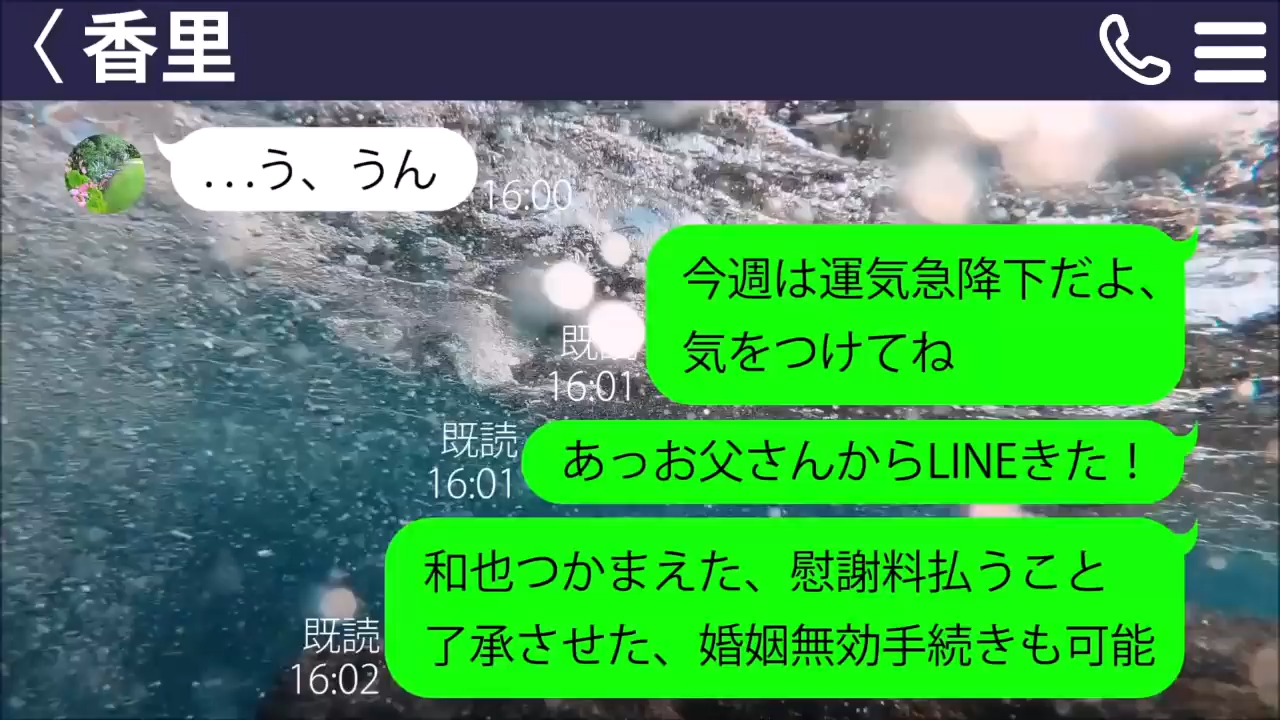 香里
...う、うん
16:00
今週は運気急降下だよ、
気をつけてね
既読
16:01
あっお父さんからLINEきた！
既読
16:01
和也つかまえた、慰謝料払うこと
了承させた、婚姻無効手続きも可能
既読
16:02